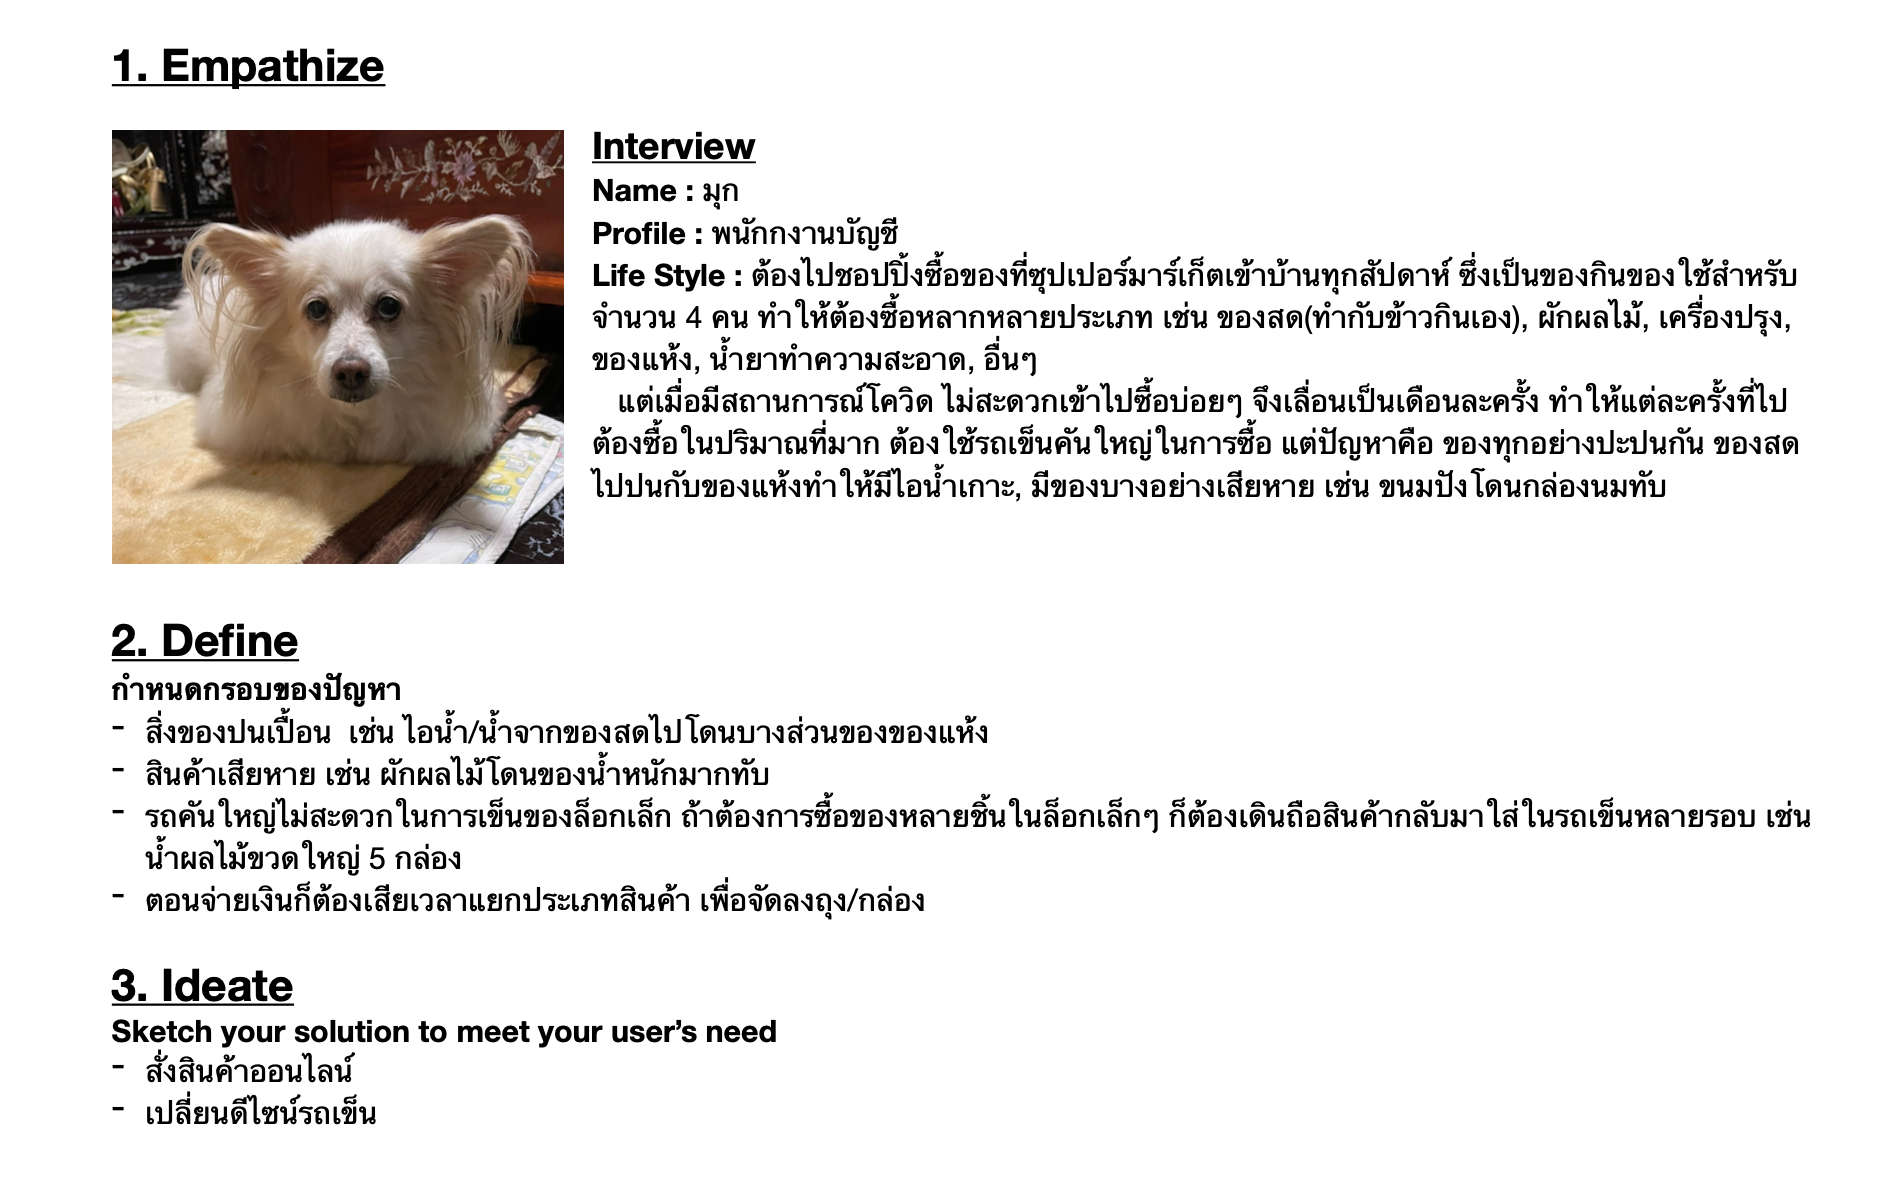 1. Empathize
Interview
Name : มุก
Profile : พนักกงานบัญชี
Life Style : ต้องไปชอปปิ้งซื้อของที่ซุปเปอร์มาร์เก็ตเข้าบ้านทุกสัปดาห์ ซึ่งเป็นของกินของใช้สำหรับ
จำนวน 4 คน ทำให้ต้องซื้อหลากหลายประเภท เช่น ของสด(ทำกับข้าวกินเอง), ผักผลไม้, เครื่องปรุง,
ของแห้ง, น้ำยาทำความสะอาด, อื่นๆ
แต่เมื่อมีสถานการณ์โควิด ไม่สะดวกเข้าไปซื้อบ่อยๆ จึงเลื่อนเป็นเดือนละครั้ง ทำให้แต่ละครั้งที่ไป
ต้องซื้อในปริมาณที่มาก ต้องใช้รถเข็นคันใหญ่ในการซื้อ แต่ปัญหาคือ ของทุกอย่างปะปนกัน ของสด
ไปปนกับของแห้งทำให้มีไอน้ำเกาะ, มีของบางอย่างเสียหาย เช่น ขนมปังโดนกล่องนมทับ
2. Define
กำหนดกรอบของปัญหา
- สิ่งของปนเปื้อน เช่น ไอน้ำ/น้ำจากของสดไปโดนบางส่วนของของแห้ง
- สินค้าเสียหาย เช่น ผักผลไม้โดนของน้ำหนักมากทับ
- รถคันใหญ่ไม่สะดวกในการเข็นของล็อกเล็ก ถ้าต้องการซื้อของหลายชิ้นในล็อกเล็กๆ ก็ต้องเดินถือสินค้ากลับมาใส่ในรถเข็นหลายรอบ เช่น
น้ำผลไม้ขวดใหญ่ 5 กล่อง
- ตอนจ่ายเงินก็ต้องเสียเวลาแยกประเภทสินค้า เพื่อจัดลงถุง/กล่อง
3. Ideate
Sketch your solution to meet your user’s need
- สั่งสินค้าออนไลน์
- เปลี่ยนดีไซน์รถเข็น